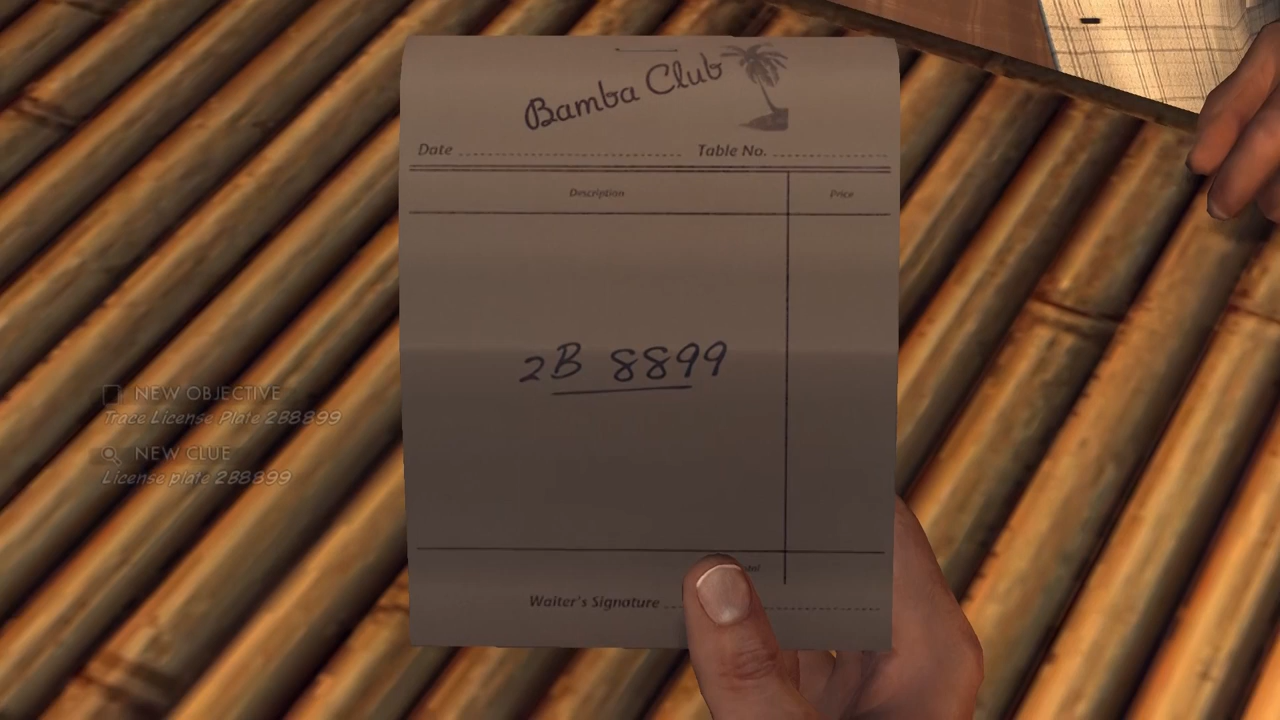 Bamba Club
Date
Table No.
Description
Price
2B 8899
NEW OBJECTIVE
Trace License Plate 2B8899
NEW CLUE
License plate 2B8899
Waiter's Signature